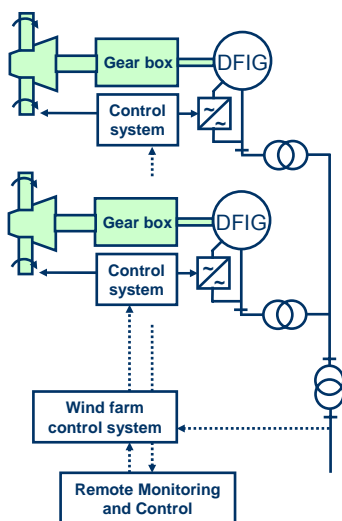 Gear box
DFIG
Control
system
Gear box
DFIG
Control
system
Wind farm
control system
Remote Monitoring
and Control